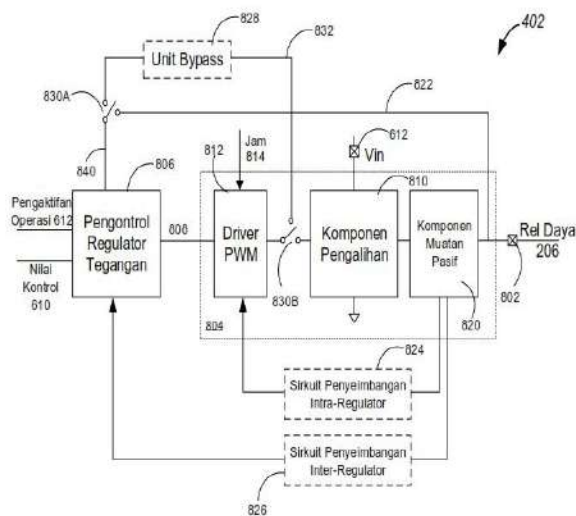 402
828
832
Unit Bypass
822
830A
Jam
814
612
Vin
840
806
812
810
Pengaktifan
Operasi 612
Pengontrol
Regulator
Tegangan
808
Driver
PWM
Komponen
Pengalihan
Komponen
Muatan
Pasif
Rel Daya
206
Nilai
Kontrol
610
804
830B
820
802
824
Sirkuit Penyeimbangan
Intra-Regulator
Sirkuit Penyeimbangan
Inter-Regulator
826